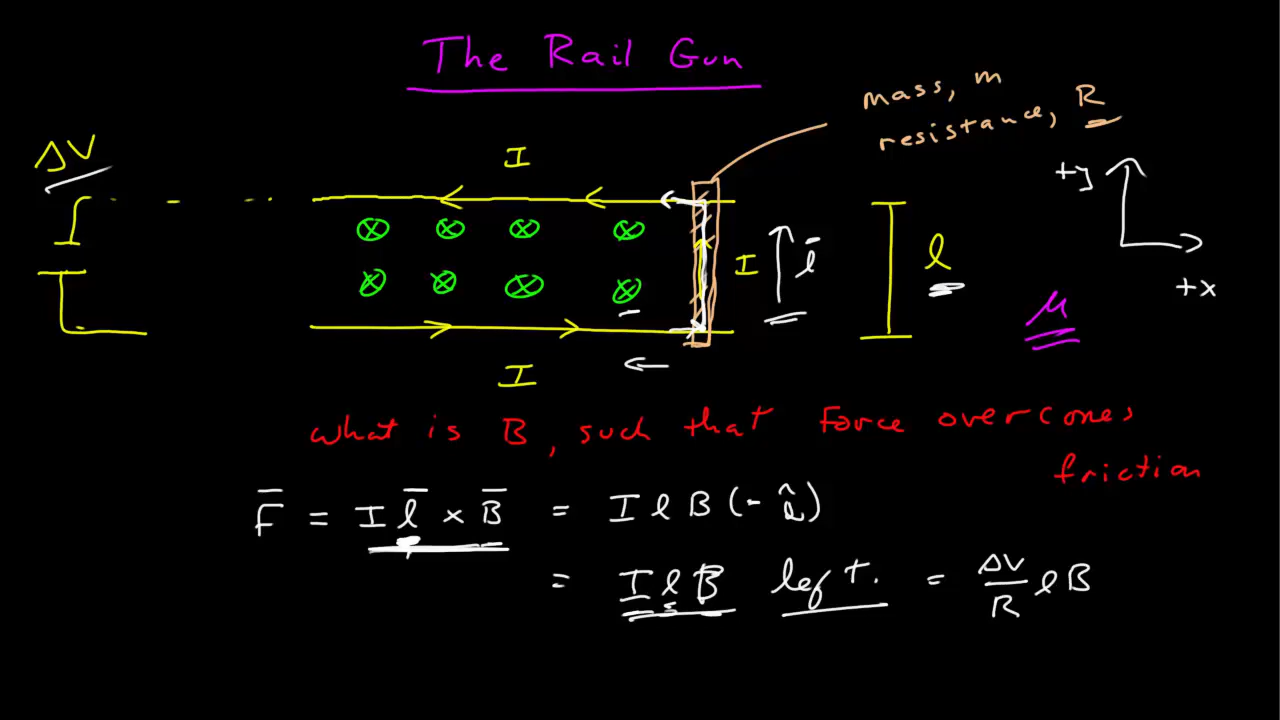 The Rail Gun
mass, m
resistance, R
ΔV
I
+y
I
l̄
l
+x
μ
I
what is B, such that force overcomes
friction
F̄ = I l̄ × B̄ = I l B (- î)
= I l B left. = ΔV/R l B